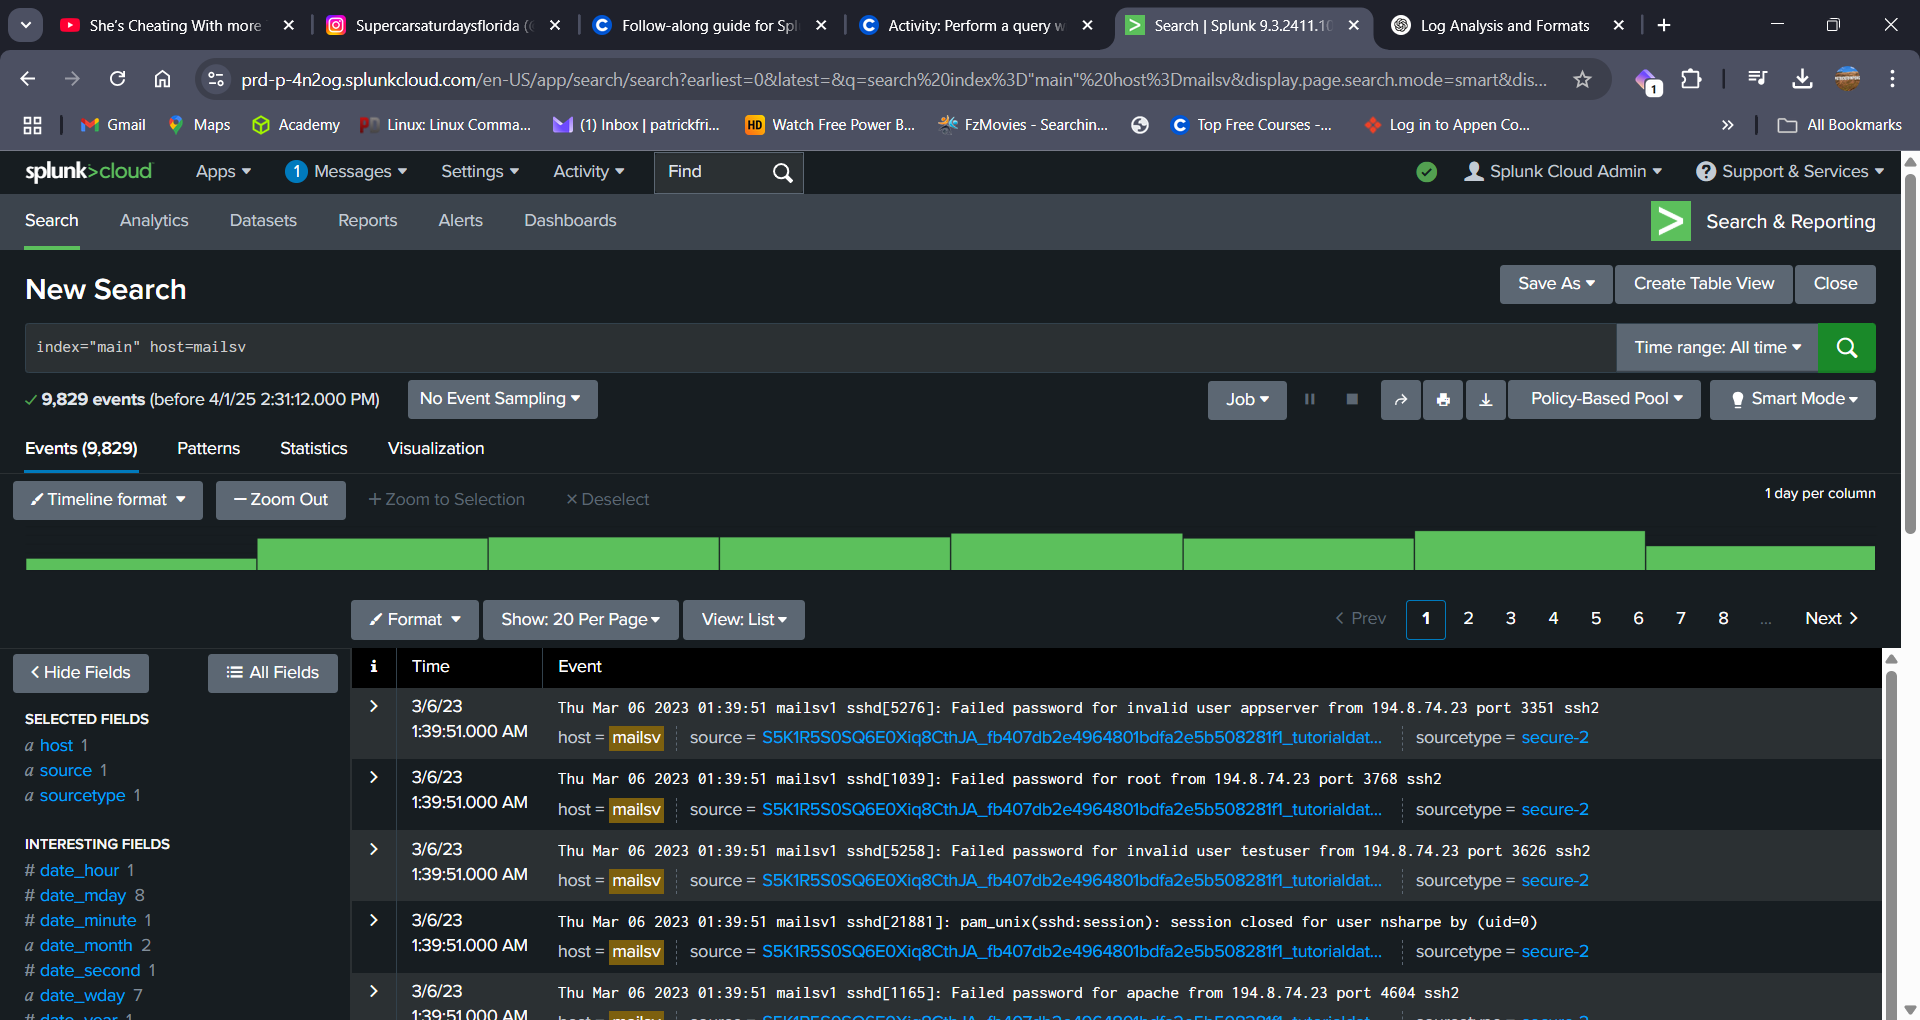 She's Cheating With more
Supercarsaturdaysflorida (
Follow-along guide for Spl
Activity: Perform a query w
Search | Splunk 9.3.2411.10
Log Analysis and Formats
prd-p-4n2og.splunkcloud.com/en-US/app/search/search?earliest=0&latest=&q=search%20index%3D"main"%20host%3Dmailsv&display.page.search.mode=smart&dis...
1
Gmail
Maps
Academy
Linux: Linux Comma...
(1) Inbox | patrickfri...
HD Watch Free Power B...
FzMovies - Searchin...
Top Free Courses -...
Log in to Appen Co...
All Bookmarks
splunk>cloud
Apps
1 Messages
Settings
Activity
Find
Splunk Cloud Admin
Support & Services
Search
Analytics
Datasets
Reports
Alerts
Dashboards
Search & Reporting
New Search
Save As
Create Table View
Close
index="main" host=mailsv
Time range: All time
9,829 events (before 4/1/25 2:31:12.000 PM)
No Event Sampling
Job
Policy-Based Pool
Smart Mode
Events (9,829)
Patterns
Statistics
Visualization
Timeline format
Zoom Out
+ Zoom to Selection
× Deselect
1 day per column
Format
Show: 20 Per Page
View: List
< Prev 1 2 3 4 5 6 7 8 ... Next >
< Hide Fields
All Fields
i Time Event
SELECTED FIELDS
a host 1
a source 1
a sourcetype 1
INTERESTING FIELDS
# date_hour 1
# date_mday 8
# date_minute 1
a date_month 2
# date_second 1
a date_wday 7
# date_year 1
3/6/23
1:39:51.000 AM
Thu Mar 06 2023 01:39:51 mailsv1 sshd[5276]: Failed password for invalid user appserver from 194.8.74.23 port 3351 ssh2
host = mailsv source = S5K1R5S0SQ6E0Xiq8CthJA_fb407db2e4964801bdfa2e5b508281f1_tutorialdat... sourcetype = secure-2
3/6/23
1:39:51.000 AM
Thu Mar 06 2023 01:39:51 mailsv1 sshd[1039]: Failed password for root from 194.8.74.23 port 3768 ssh2
host = mailsv source = S5K1R5S0SQ6E0Xiq8CthJA_fb407db2e4964801bdfa2e5b508281f1_tutorialdat... sourcetype = secure-2
3/6/23
1:39:51.000 AM
Thu Mar 06 2023 01:39:51 mailsv1 sshd[5258]: Failed password for invalid user testuser from 194.8.74.23 port 3626 ssh2
host = mailsv source = S5K1R5S0SQ6E0Xiq8CthJA_fb407db2e4964801bdfa2e5b508281f1_tutorialdat... sourcetype = secure-2
3/6/23
1:39:51.000 AM
Thu Mar 06 2023 01:39:51 mailsv1 sshd[21881]: pam_unix(sshd:session): session closed for user nsharpe by (uid=0)
host = mailsv source = S5K1R5S0SQ6E0Xiq8CthJA_fb407db2e4964801bdfa2e5b508281f1_tutorialdat... sourcetype = secure-2
3/6/23
1:39:51.000 AM
Thu Mar 06 2023 01:39:51 mailsv1 sshd[1165]: Failed password for apache from 194.8.74.23 port 4604 ssh2